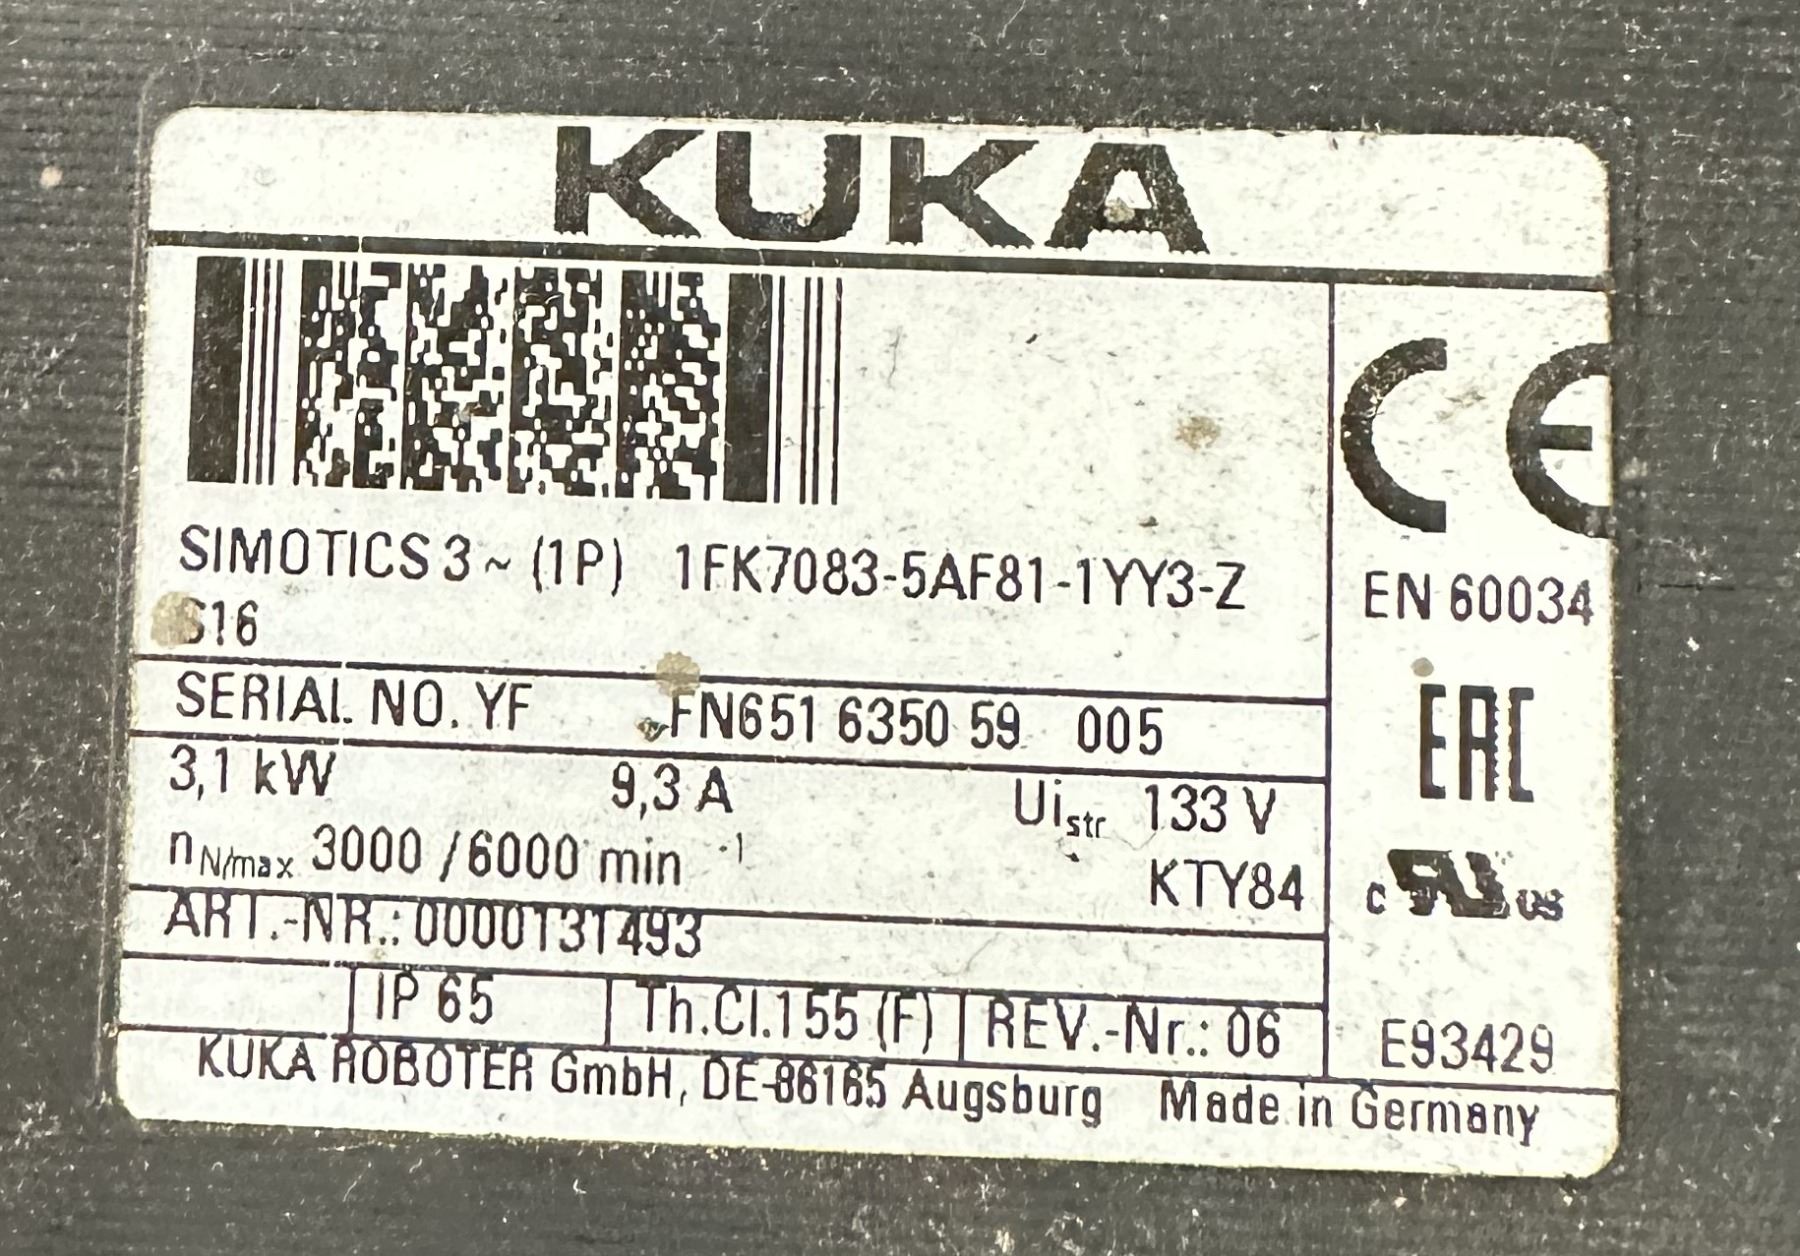 KUKA
SIMOTICS 3 ~ (1P) 1FK7083-5AF81-1YY3-Z
S16
SERIAL NO. YF FN651 6350 59 005
3,1 kW 9,3 A Uistr 133 V
nN/max 3000 /6000 min -1 KTY84
ART.-NR.: 0000131493
IP 65 Th.Cl.155 (F) REV.-Nr.: 06
KUKA ROBOTER GmbH, DE-86165 Augsburg Made in Germany
CE
EN 60034
EAC
c RU us
E93429